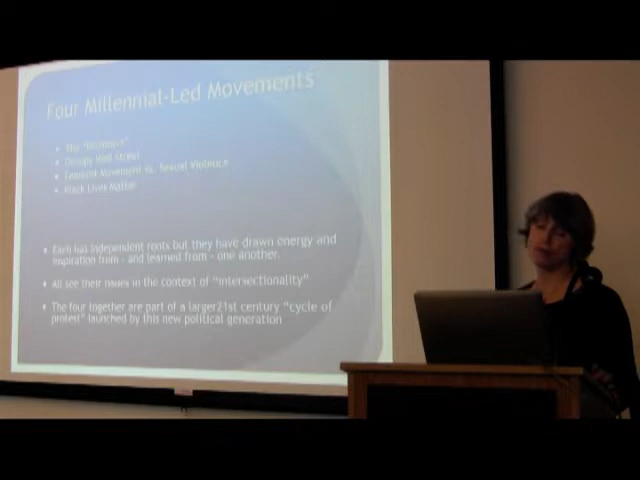 Four Millennial-Led Movements
• The "Dreamers"
• Occupy Wall Street
• Feminist Movement vs. Sexual Violence
• Black Lives Matter
• Each has independent roots but they have drawn energy and
inspiration from - and learned from - one another.
• All see their issues in the context of "intersectionality"
• The four together are part of a larger21st century "cycle of
protest" launched by this new political generation